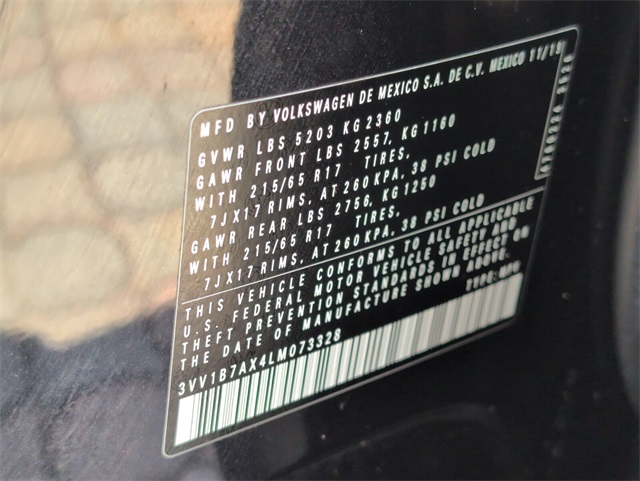 MFD BY VOLKSWAGEN DE MEXICO S.A. DE C.V. MEXICO 11/19
GVWR LBS 5203 KG 2360
GAWR FRONT LBS 2557, KG 1160
WITH 215/65 R17 TIRES,
7JX17 RIMS, AT 260 KPA, 38 PSI COLD
GAWR REAR LBS 2756, KG 1250
WITH 215/65 R17 TIRES,
7JX17 RIMS, AT 260 KPA, 38 PSI COLD
THIS VEHICLE CONFORMS TO ALL APPLICABLE
U.S. FEDERAL MOTOR VEHICLE SAFETY AND
THEFT PREVENTION STANDARDS IN EFFECT ON
THE DATE OF MANUFACTURE SHOWN ABOVE.
TYPE: MPV
3VV1B7AX4LM073328